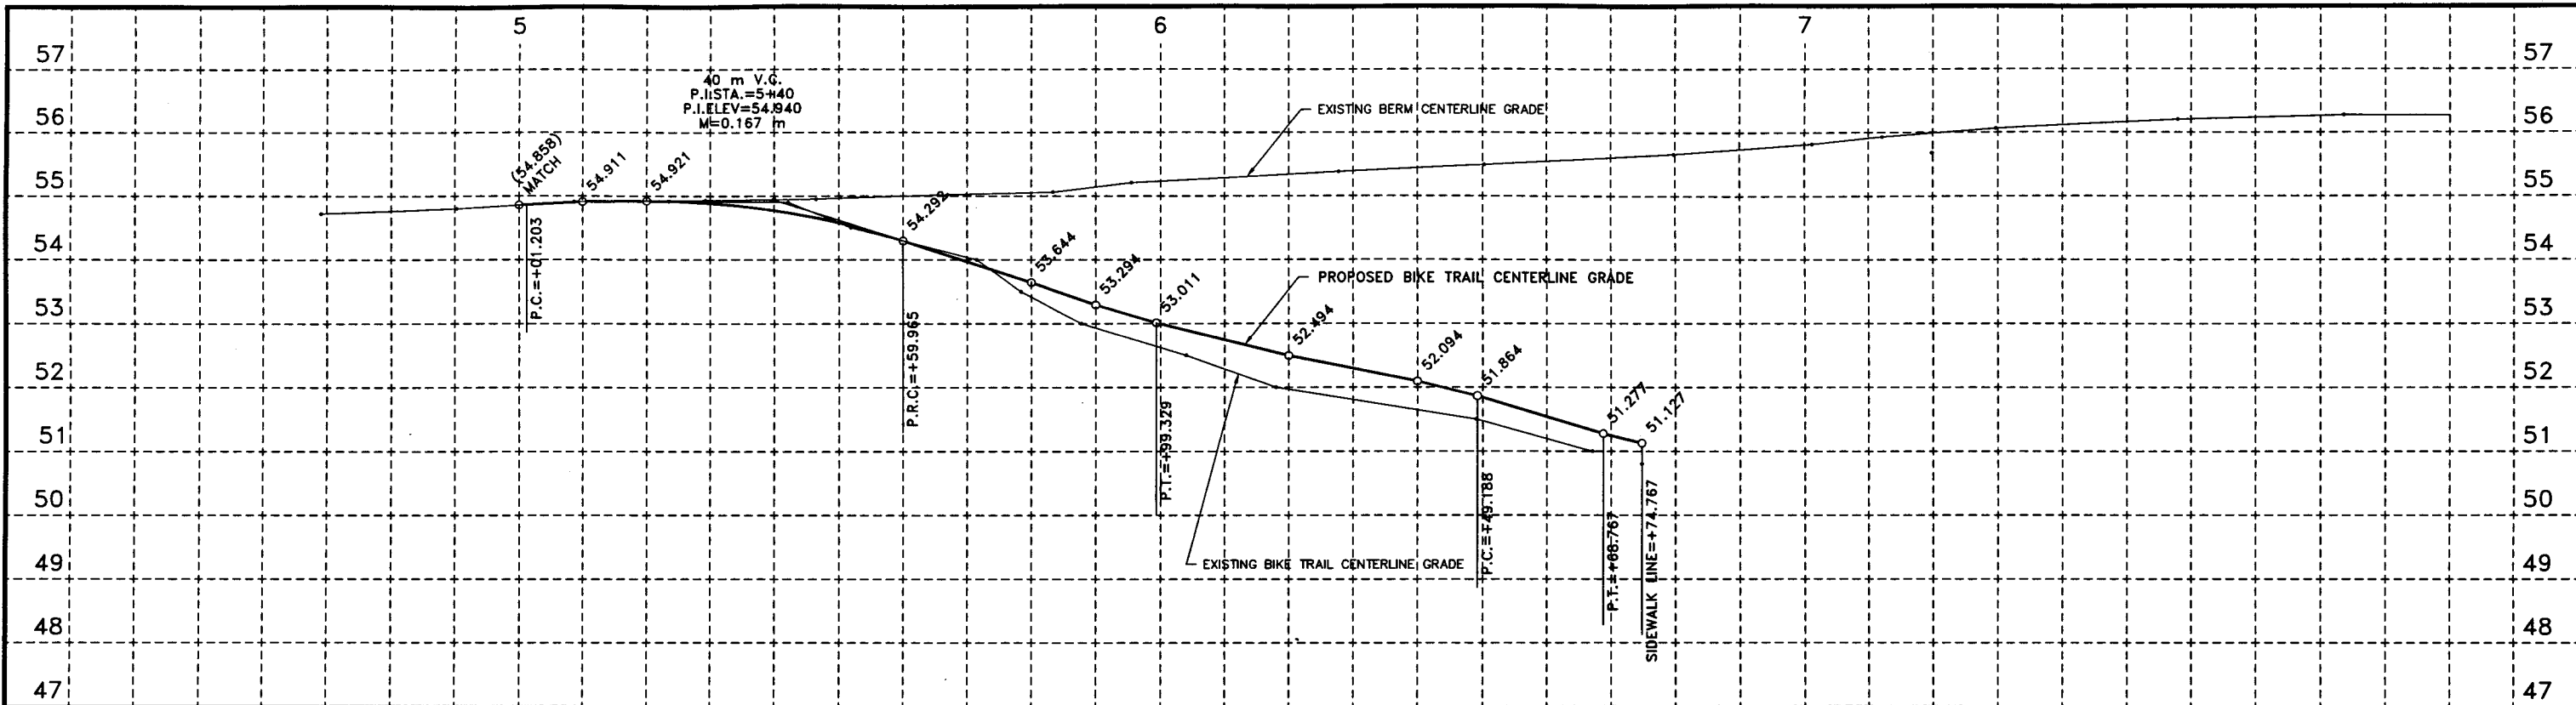 5 6 7
57 57
40 m V.C.
P.I.STA.=5+40
P.I.ELEV=54.940
M=0.167 m
EXISTING BERM CENTERLINE GRADE
56 56
(54.858)
MATCH
54.911
54.921
55 55
54.292
54 54
P.C.=+01.203
53.644
53.294
53.011
PROPOSED BIKE TRAIL CENTERLINE GRADE
53 53
52.494
52.094
51.864
P.R.C.=+59.965
52 52
51.277
51.127
51 51
P.T.=+99.329
50 50
P.C.=+49.188
P.T.=+68.767
SIDEWALK LINE=+74.767
EXISTING BIKE TRAIL CENTERLINE GRADE
49 49
48 48
47 47